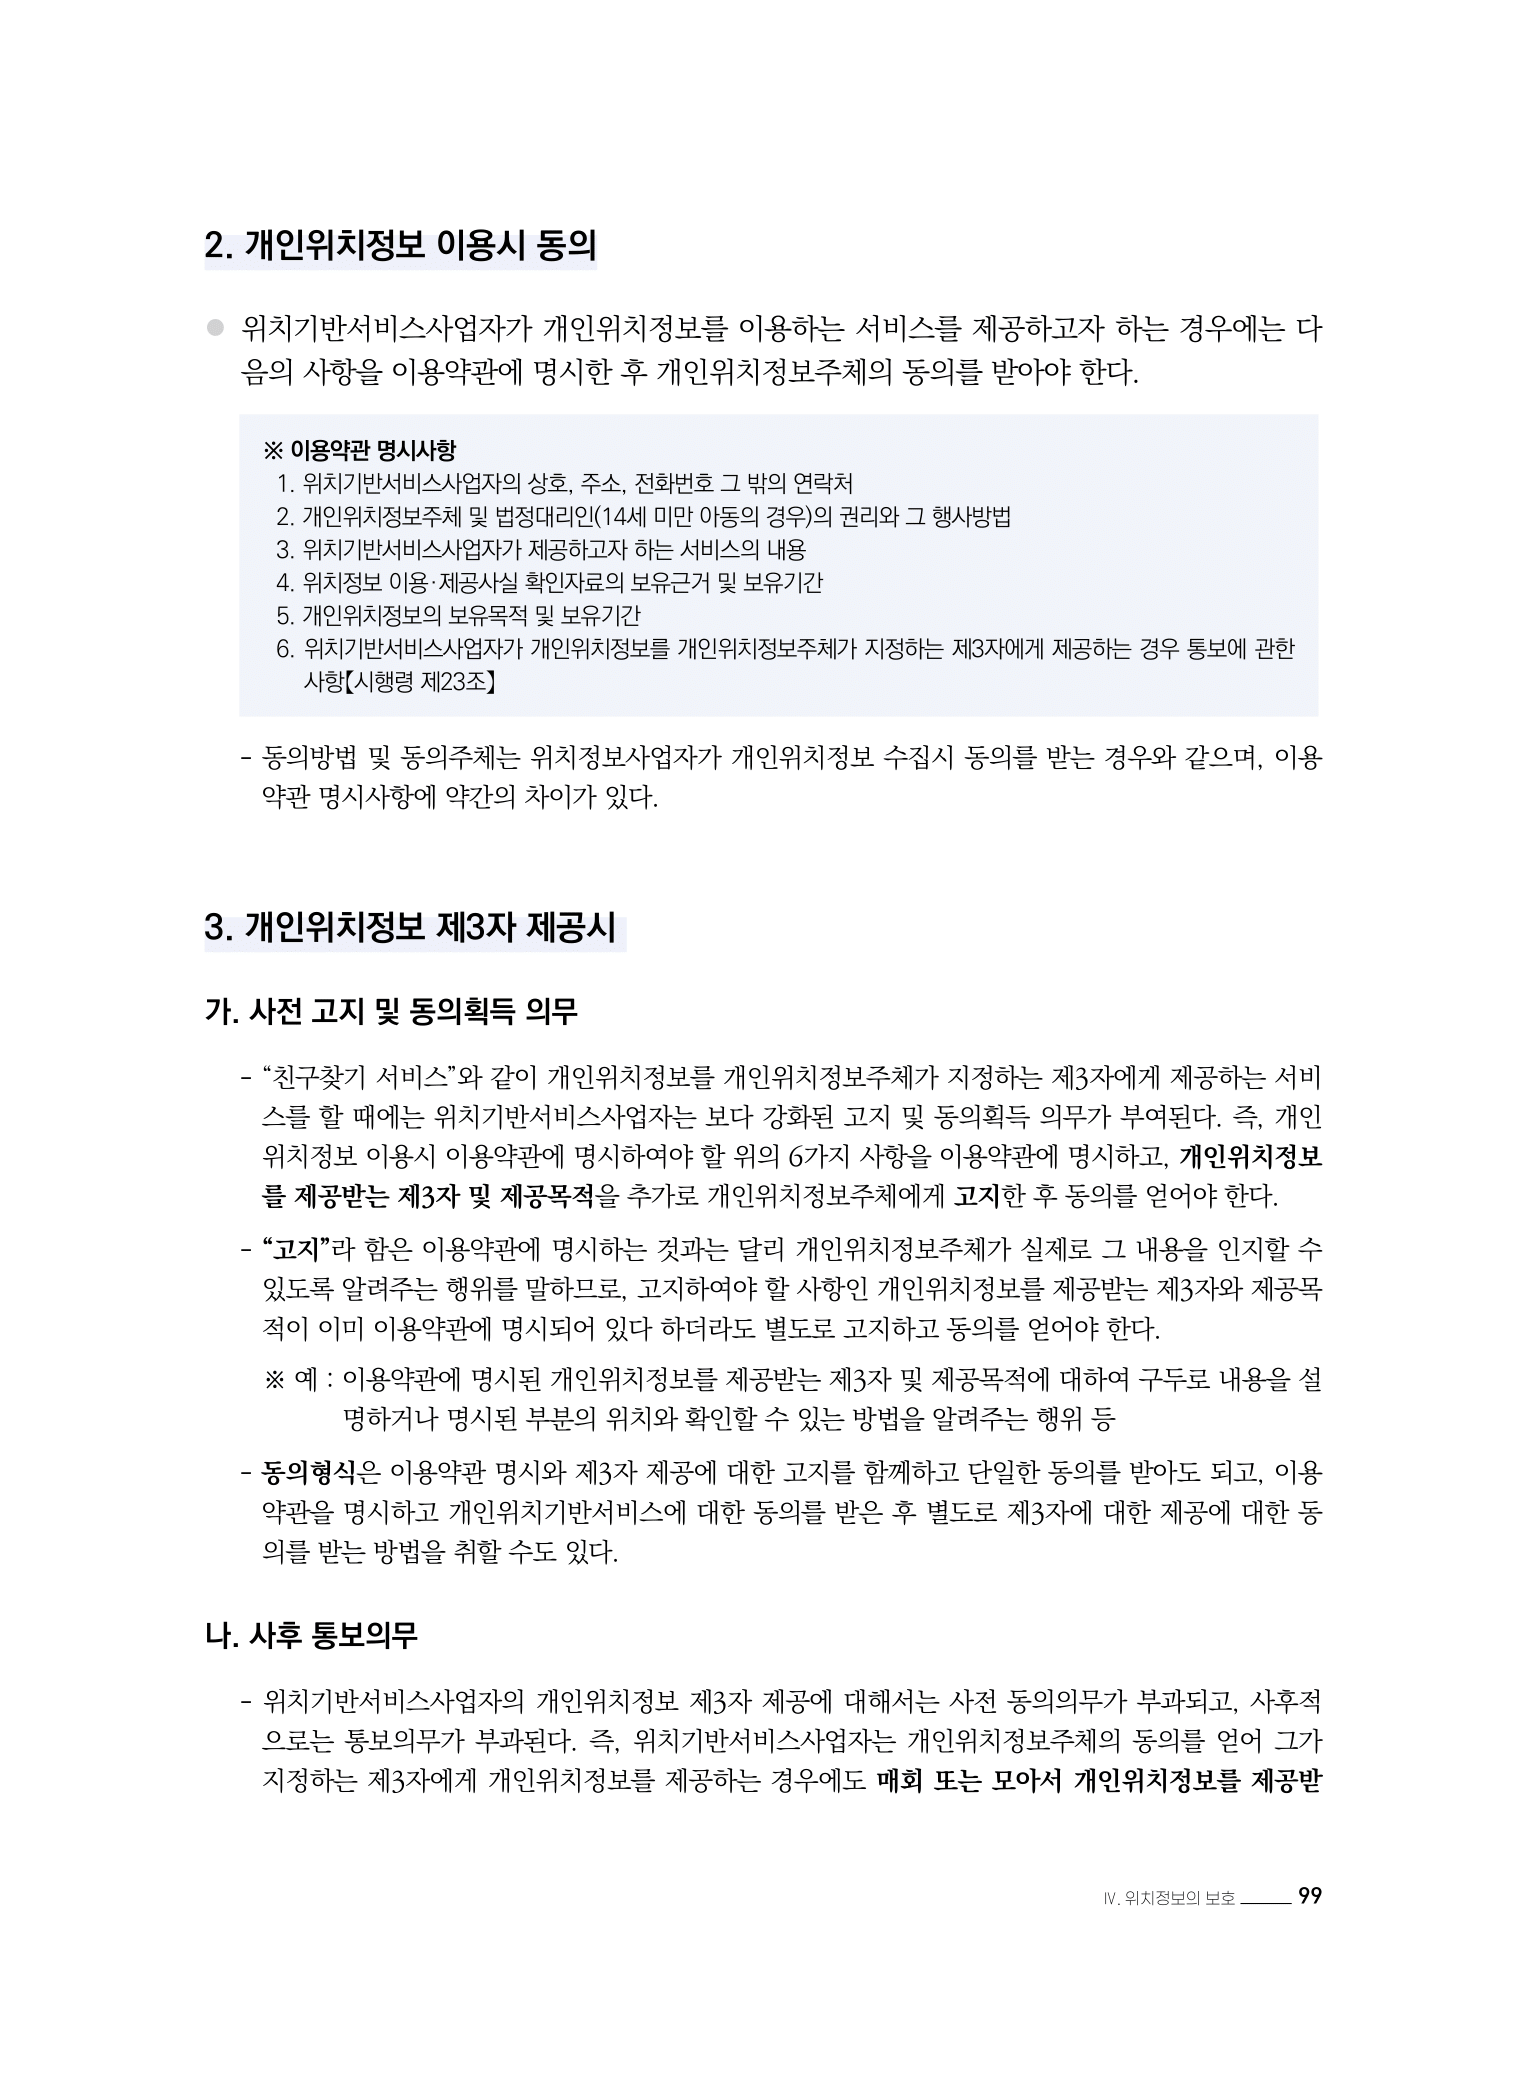 2. 개인위치정보 이용시 동의
● 위치기반서비스사업자가 개인위치정보를 이용하는 서비스를 제공하고자 하는 경우에는 다
음의 사항을 이용약관에 명시한 후 개인위치정보주체의 동의를 받아야 한다.
※ 이용약관 명시사항
1. 위치기반서비스사업자의 상호, 주소, 전화번호 그 밖의 연락처
2. 개인위치정보주체 및 법정대리인(14세 미만 아동의 경우)의 권리와 그 행사방법
3. 위치기반서비스사업자가 제공하고자 하는 서비스의 내용
4. 위치정보 이용·제공사실 확인자료의 보유근거 및 보유기간
5. 개인위치정보의 보유목적 및 보유기간
6. 위치기반서비스사업자가 개인위치정보를 개인위치정보주체가 지정하는 제3자에게 제공하는 경우 통보에 관한
사항【시행령 제23조】
- 동의방법 및 동의주체는 위치정보사업자가 개인위치정보 수집시 동의를 받는 경우와 같으며, 이용
약관 명시사항에 약간의 차이가 있다.
3. 개인위치정보 제3자 제공시
가. 사전 고지 및 동의획득 의무
- “친구찾기 서비스”와 같이 개인위치정보를 개인위치정보주체가 지정하는 제3자에게 제공하는 서비
스를 할 때에는 위치기반서비스사업자는 보다 강화된 고지 및 동의획득 의무가 부여된다. 즉, 개인
위치정보 이용시 이용약관에 명시하여야 할 위의 6가지 사항을 이용약관에 명시하고, 개인위치정보
를 제공받는 제3자 및 제공목적을 추가로 개인위치정보주체에게 고지한 후 동의를 얻어야 한다.
- “고지”라 함은 이용약관에 명시하는 것과는 달리 개인위치정보주체가 실제로 그 내용을 인지할 수
있도록 알려주는 행위를 말하므로, 고지하여야 할 사항인 개인위치정보를 제공받는 제3자와 제공목
적이 이미 이용약관에 명시되어 있다 하더라도 별도로 고지하고 동의를 얻어야 한다.
※ 예 : 이용약관에 명시된 개인위치정보를 제공받는 제3자 및 제공목적에 대하여 구두로 내용을 설
명하거나 명시된 부분의 위치와 확인할 수 있는 방법을 알려주는 행위 등
- 동의형식은 이용약관 명시와 제3자 제공에 대한 고지를 함께하고 단일한 동의를 받아도 되고, 이용
약관을 명시하고 개인위치기반서비스에 대한 동의를 받은 후 별도로 제3자에 대한 제공에 대한 동
의를 받는 방법을 취할 수도 있다.
나. 사후 통보의무
- 위치기반서비스사업자의 개인위치정보 제3자 제공에 대해서는 사전 동의의무가 부과되고, 사후적
으로는 통보의무가 부과된다. 즉, 위치기반서비스사업자는 개인위치정보주체의 동의를 얻어 그가
지정하는 제3자에게 개인위치정보를 제공하는 경우에도 매회 또는 모아서 개인위치정보를 제공받
Ⅳ. 위치정보의 보호 99